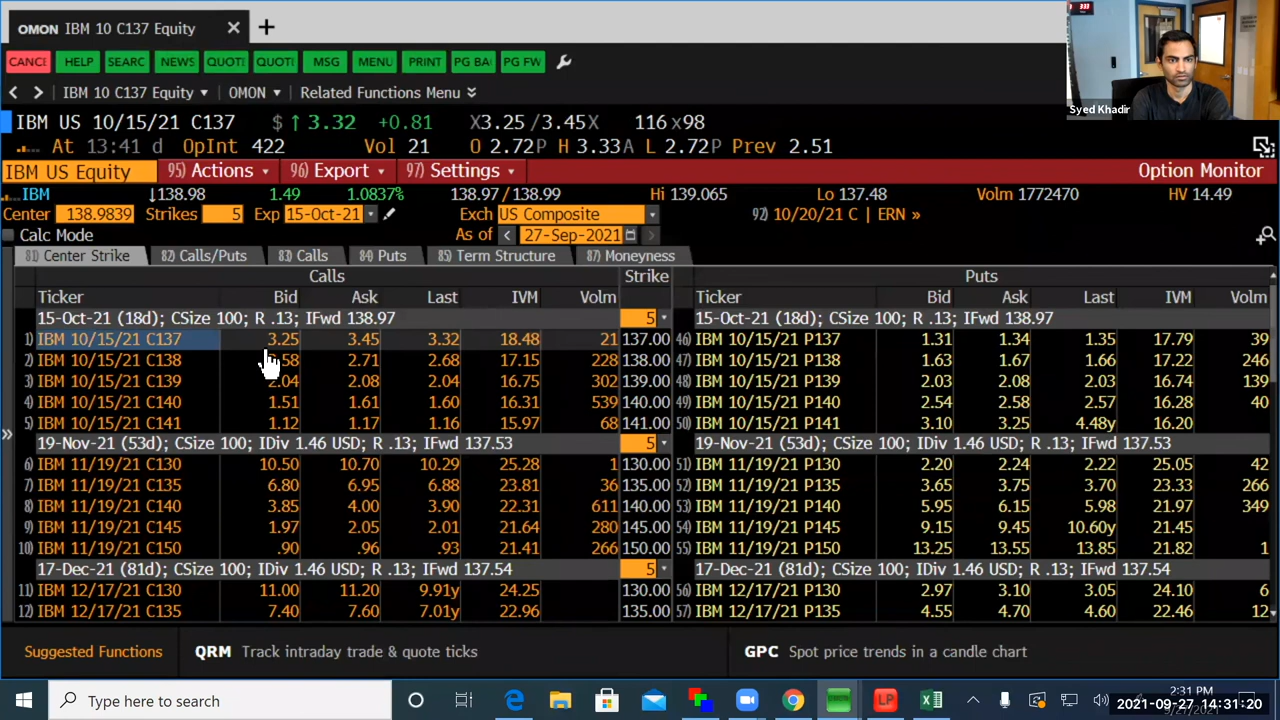 OMON IBM 10 C137 Equity
333
CANCE HELP SEARC NEWS QUOTI QUOTI MSG MENU PRINT PG BA PG FW
IBM 10 C137 Equity OMON Related Functions Menu
Syed Khadir
IBM US 10/15/21 C137 $ ↑ 3.32 +0.81 X3.25 /3.45X 116 x98
At 13:41 d OpInt 422 Vol 21 O 2.72P H 3.33A L 2.72P Prev 2.51
IBM US Equity 95) Actions 96) Export 97) Settings Option Monitor
IBM ↓138.98 1.49 1.0837% 138.97 / 138.99 Hi 139.065 Lo 137.48 Volm 1772470 HV 14.49
Center 138.9839 Strikes 5 Exp 15-Oct-21 Exch US Composite 92) 10/20/21 C | ERN »
Calc Mode As of < 27-Sep-2021 >
81) Center Strike 82) Calls/Puts 83) Calls 84) Puts 85) Term Structure 87) Moneyness
Calls Strike Puts
Ticker Bid Ask Last IVM Volm Ticker Bid Ask Last IVM Volm
15-Oct-21 (18d); CSize 100; R .13; IFwd 138.97 5 15-Oct-21 (18d); CSize 100; R .13; IFwd 138.97
1) IBM 10/15/21 C137 3.25 3.45 3.32 18.48 21 137.00 46) IBM 10/15/21 P137 1.31 1.34 1.35 17.79 39
2) IBM 10/15/21 C138 .58 2.71 2.68 17.15 228 138.00 47) IBM 10/15/21 P138 1.63 1.66 1.66 17.22 246
3) IBM 10/15/21 C139 2.04 2.08 2.04 16.75 302 139.00 48) IBM 10/15/21 P139 2.03 2.08 2.03 16.74 139
4) IBM 10/15/21 C140 1.51 1.61 1.60 16.31 539 140.00 49) IBM 10/15/21 P140 2.54 2.58 2.57 16.28 40
5) IBM 10/15/21 C141 1.12 1.17 1.16 15.97 68 141.00 50) IBM 10/15/21 P141 3.10 3.25 4.48y 16.20
19-Nov-21 (53d); CSize 100; IDiv 1.46 USD; R .13; IFwd 137.53 5 19-Nov-21 (53d); CSize 100; IDiv 1.46 USD; R .13; IFwd 137.53
6) IBM 11/19/21 C130 10.50 10.70 10.29 25.28 1 130.00 51) IBM 11/19/21 P130 2.20 2.24 2.22 25.05 42
7) IBM 11/19/21 C135 6.80 6.95 6.88 23.81 36 135.00 52) IBM 11/19/21 P135 3.65 3.75 3.70 23.33 266
8) IBM 11/19/21 C140 3.85 4.00 3.90 22.31 611 140.00 53) IBM 11/19/21 P140 5.95 6.15 5.98 21.97 349
9) IBM 11/19/21 C145 1.97 2.05 2.01 21.64 280 145.00 54) IBM 11/19/21 P145 9.15 9.45 10.60y 21.45
10) IBM 11/19/21 C150 .90 .96 .93 21.41 266 150.00 55) IBM 11/19/21 P150 13.25 13.55 13.85 21.82 1
17-Dec-21 (81d); CSize 100; IDiv 1.46 USD; R .13; IFwd 137.54 5 17-Dec-21 (81d); CSize 100; IDiv 1.46 USD; R .13; IFwd 137.54
11) IBM 12/17/21 C130 11.00 11.20 9.91y 24.25 130.00 56) IBM 12/17/21 P130 2.97 3.10 3.05 24.10 6
12) IBM 12/17/21 C135 7.40 7.60 7.01y 22.96 135.00 57) IBM 12/17/21 P135 4.55 4.70 4.60 22.46 12
Suggested Functions QRM Track intraday trade & quote ticks GPC Spot price trends in a candle chart
Type here to search LP 2:31 PM
2021-09-27 14:31:20